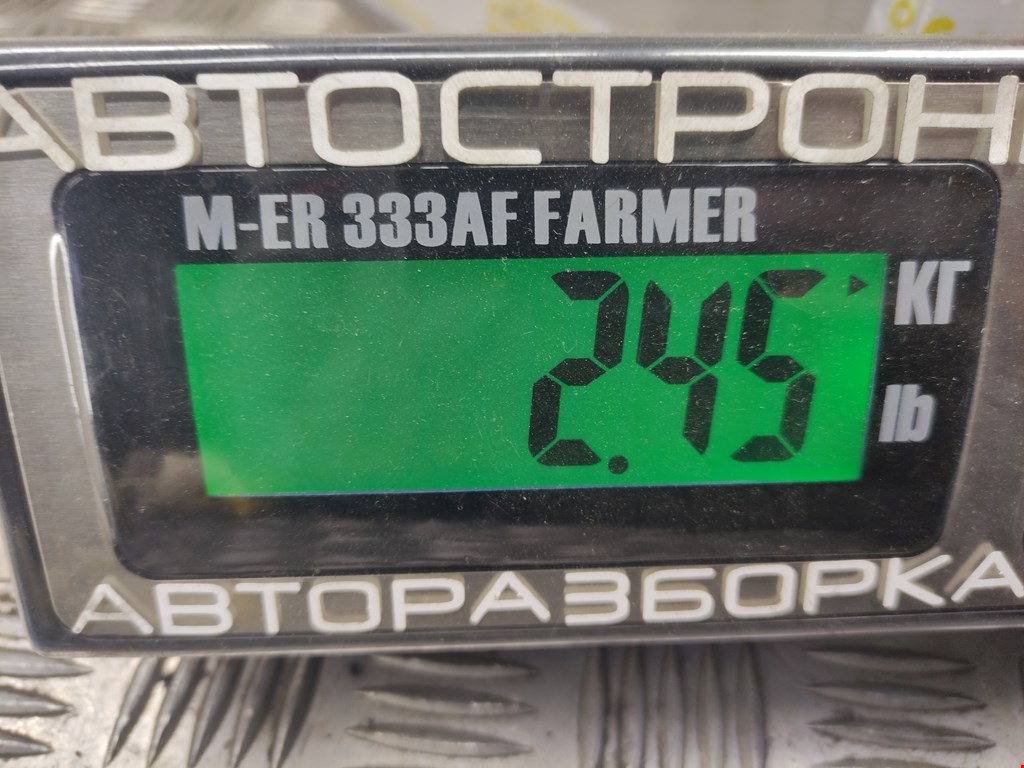 АВТОСТРОН
M-ER 333AF FARMER
2.45
КГ
lb
АВТОРАЗБОРКА